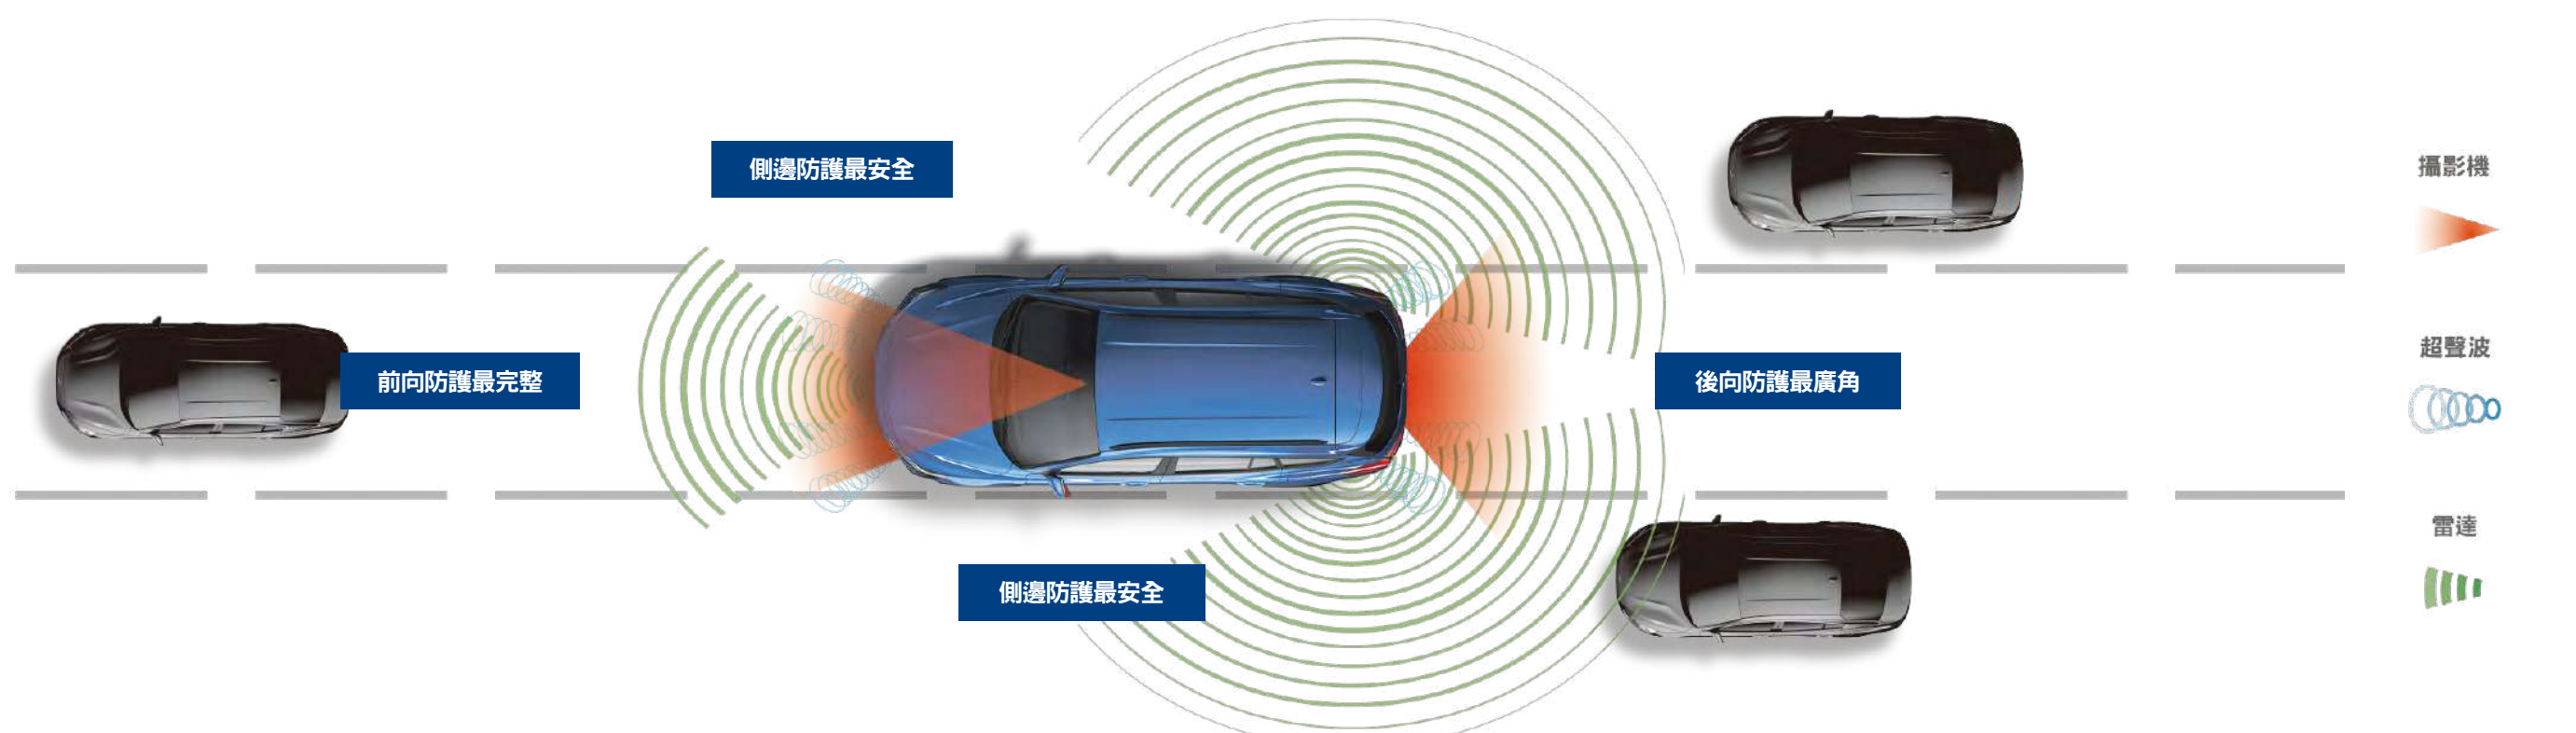 側邊防護最安全
前向防護最完整
後向防護最廣角
側邊防護最安全
攝影機
超聲波
雷達